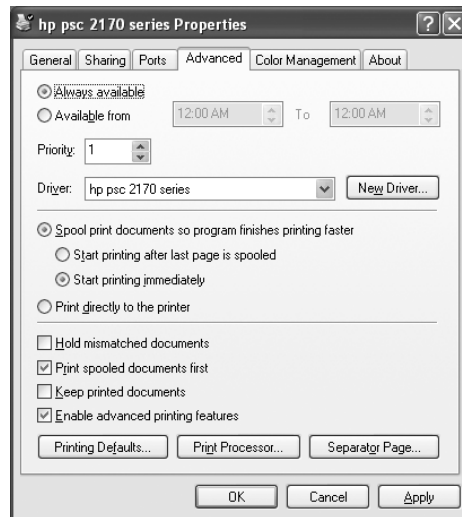 hp psc 2170 series Properties
General Sharing Ports Advanced Color Management About
Always available
Available from 12:00 AM To 12:00 AM
Priority: 1
Driver: hp psc 2170 series New Driver...
Spool print documents so program finishes printing faster
Start printing after last page is spooled
Start printing immediately
Print directly to the printer
Hold mismatched documents
Print spooled documents first
Keep printed documents
Enable advanced printing features
Printing Defaults... Print Processor... Separator Page...
OK Cancel Apply